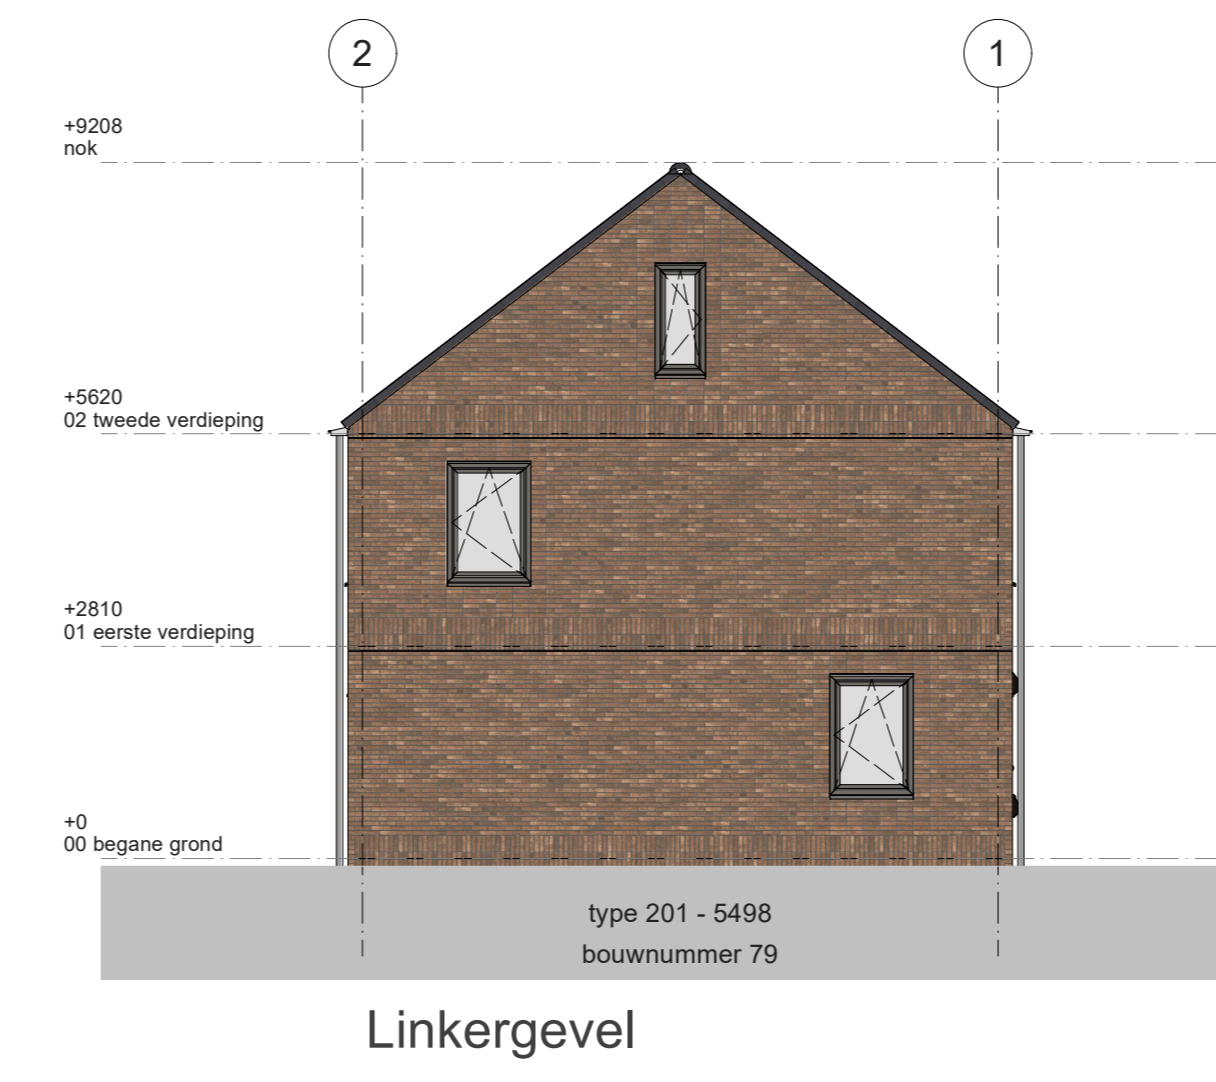 2
1
+9208
nok
+5620
02 tweede verdieping
+2810
01 eerste verdieping
+0
00 begane grond
type 201 - 5498
bouwnummer 79
Linkergevel